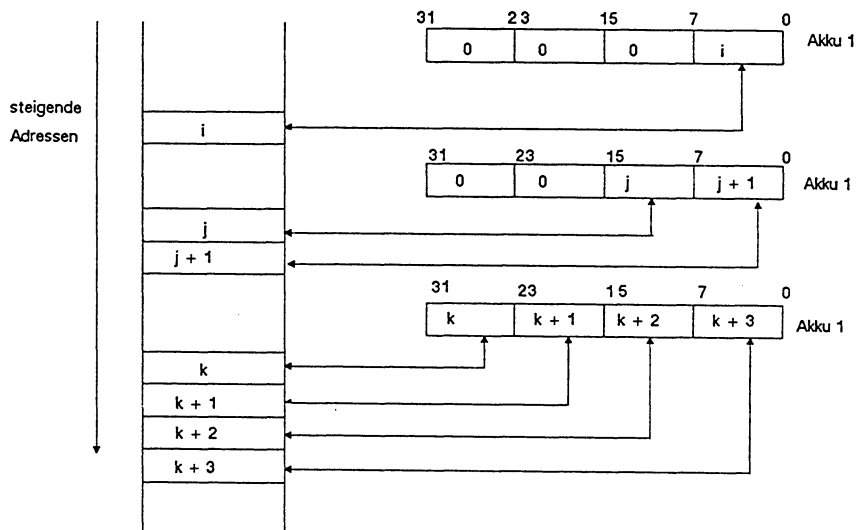 31 23 15 7 0
0 0 0 i Akku 1
steigende
Adressen
i
31 23 15 7 0
0 0 j j + 1 Akku 1
j
j + 1
31 23 15 7 0
k k + 1 k + 2 k + 3 Akku 1
k
k + 1
k + 2
k + 3